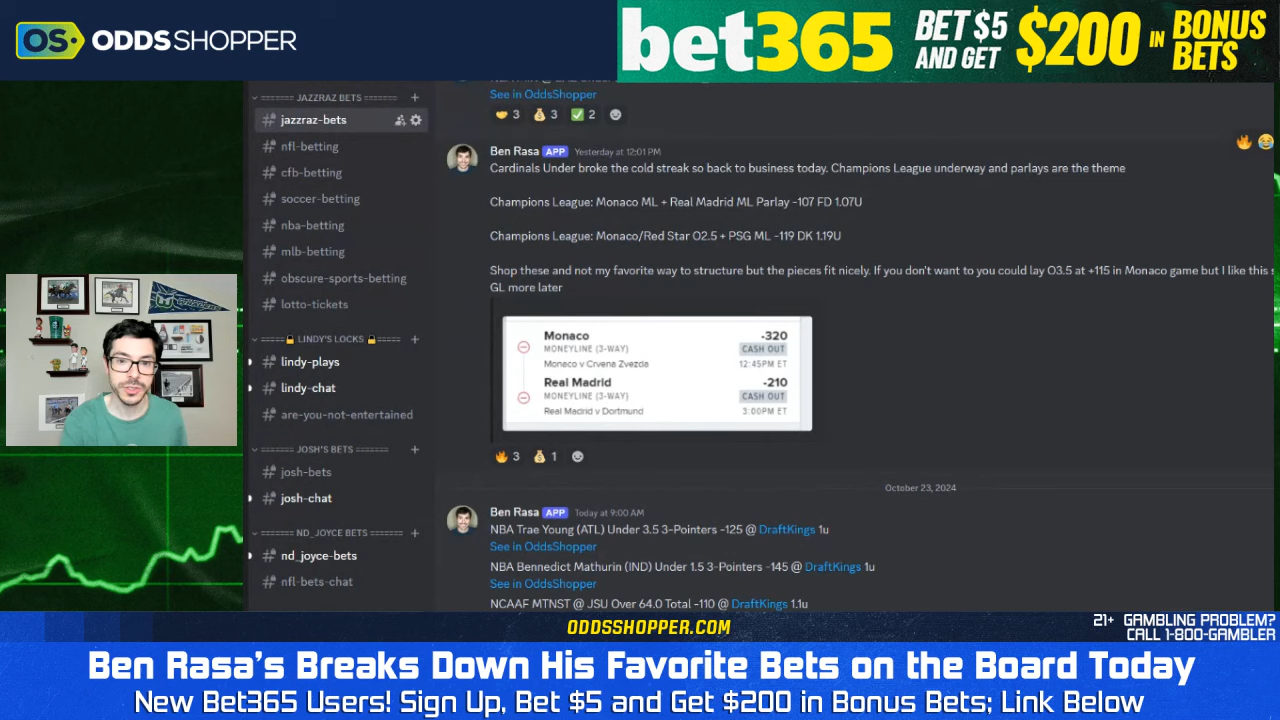 OS ODDSSHOPPER
bet365 BET $5 AND GET $200 IN BONUS BETS
======= JAZZRAZ BETS =======
# jazzraz-bets
# nfl-betting
# cfb-betting
# soccer-betting
# nba-betting
# mlb-betting
# obscure-sports-betting
# lotto-tickets
LINDY'S LOCKS
# lindy-plays
# lindy-chat
# are-you-not-entertained
======= JOSH'S BETS =======
# josh-bets
# josh-chat
======= ND_JOYCE BETS =======
# nd_joyce-bets
# nfl-bets-chat
See in OddsShopper
3 3 2
Ben Rasa APP Yesterday at 12:01 PM
Cardinals Under broke the cold streak so back to business today. Champions League underway and parlays are the theme
Champions League: Monaco ML + Real Madrid ML Parlay -107 FD 1.07U
Champions League: Monaco/Red Star O2.5 + PSG ML -119 DK 1.19U
Shop these and not my favorite way to structure but the pieces fit nicely. If you don't want to you could lay O3.5 at +115 in Monaco game but I like this
GL more later
Monaco -320
MONEYLINE (3-WAY) CASH OUT
Monaco v Crvena Zvezda 12:45PM ET
Real Madrid -210
MONEYLINE (3-WAY) CASH OUT
Real Madrid v Dortmund 3:00PM ET
3 1
October 23, 2024
Ben Rasa APP Today at 9:00 AM
NBA Trae Young (ATL) Under 3.5 3-Pointers -125 @ DraftKings 1u
See in OddsShopper
NBA Bennedict Mathurin (IND) Under 1.5 3-Pointers -145 @ DraftKings 1u
See in OddsShopper
NCAAF MTNST @ JSU Over 64.0 Total -110 @ DraftKings 1.1u
ODDSSHOPPER.COM
21+ GAMBLING PROBLEM?
CALL 1-800-GAMBLER
Ben Rasa's Breaks Down His Favorite Bets on the Board Today
New Bet365 Users! Sign Up, Bet $5 and Get $200 in Bonus Bets; Link Below